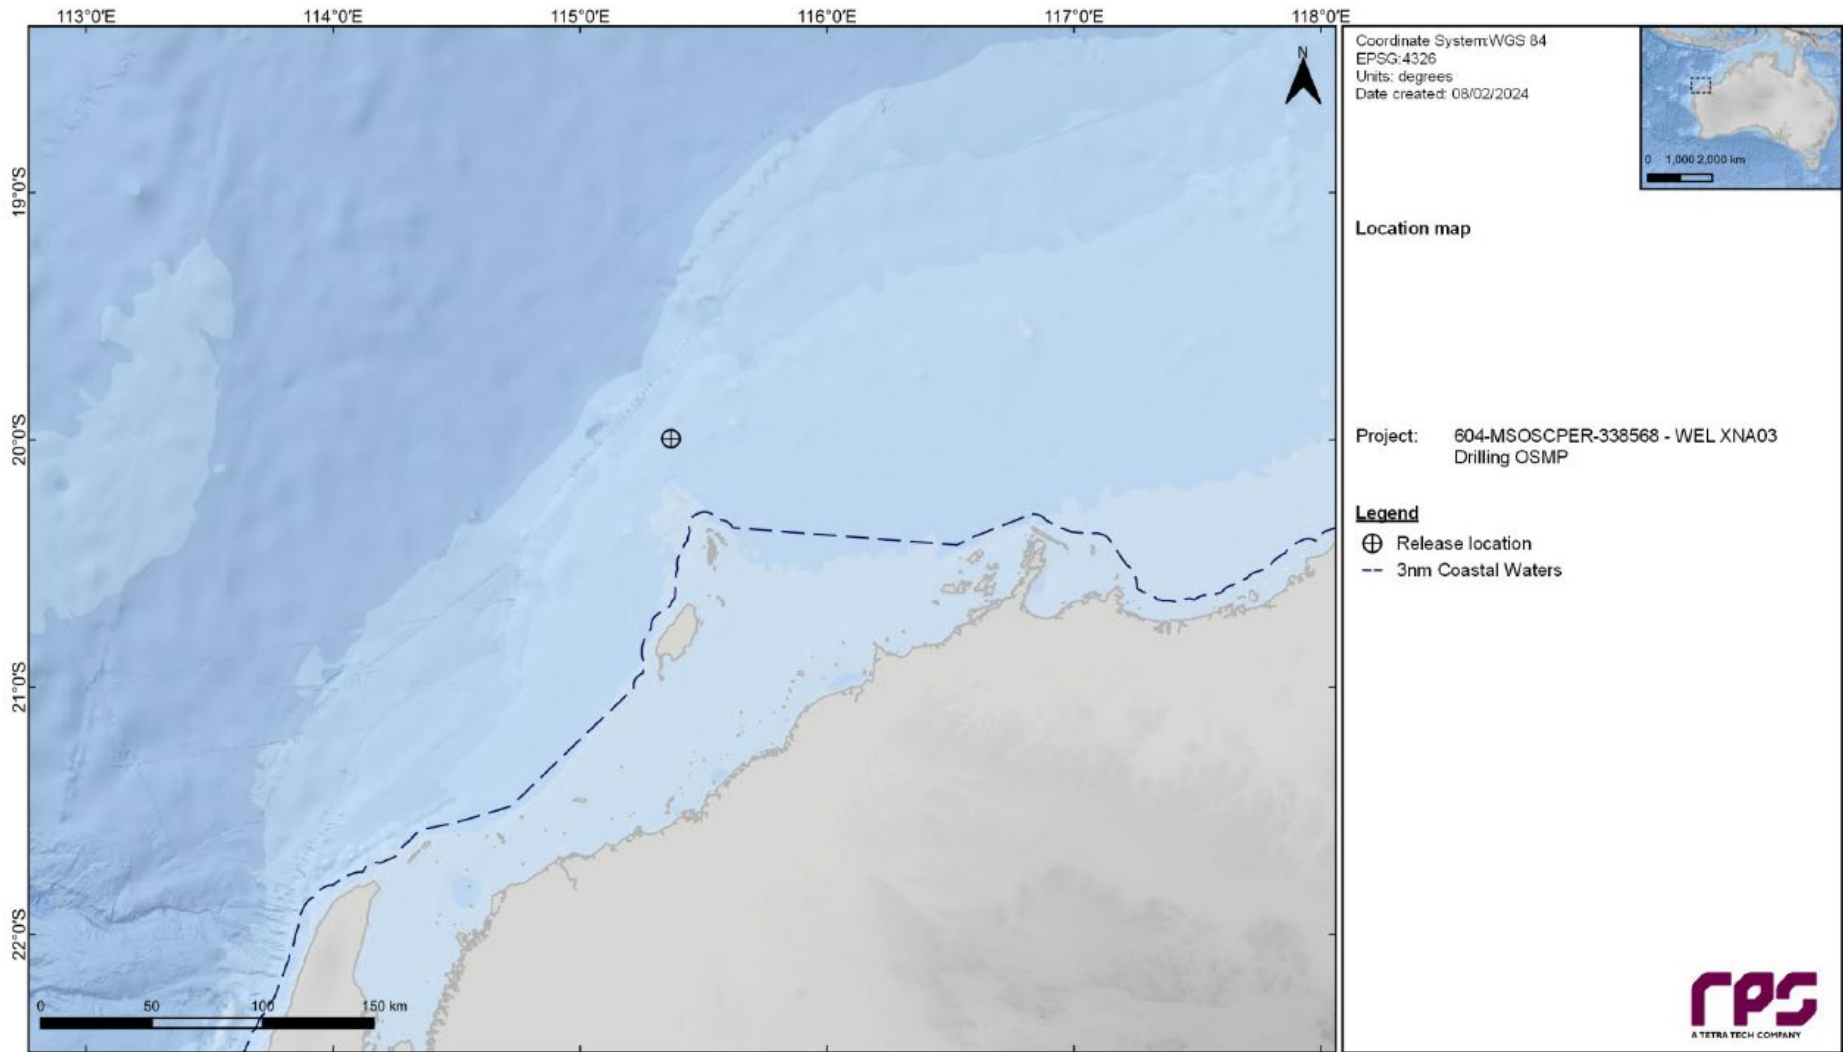 113°0'E
114°0'E
115°0'E
116°0'E
117°0'E
118°0'E
19°0'S
20°0'S
21°0'S
22°0'S
N
0 50 100 150 km
Coordinate System:WGS 84
EPSG:4326
Units: degrees
Date created: 08/02/2024
0 1,000 2,000 km
Location map
Project: 604-MSOSCPER-338568 - WEL XNA03
Drilling OSMP
Legend
Release location
3nm Coastal Waters
rps
A TETRA TECH COMPANY